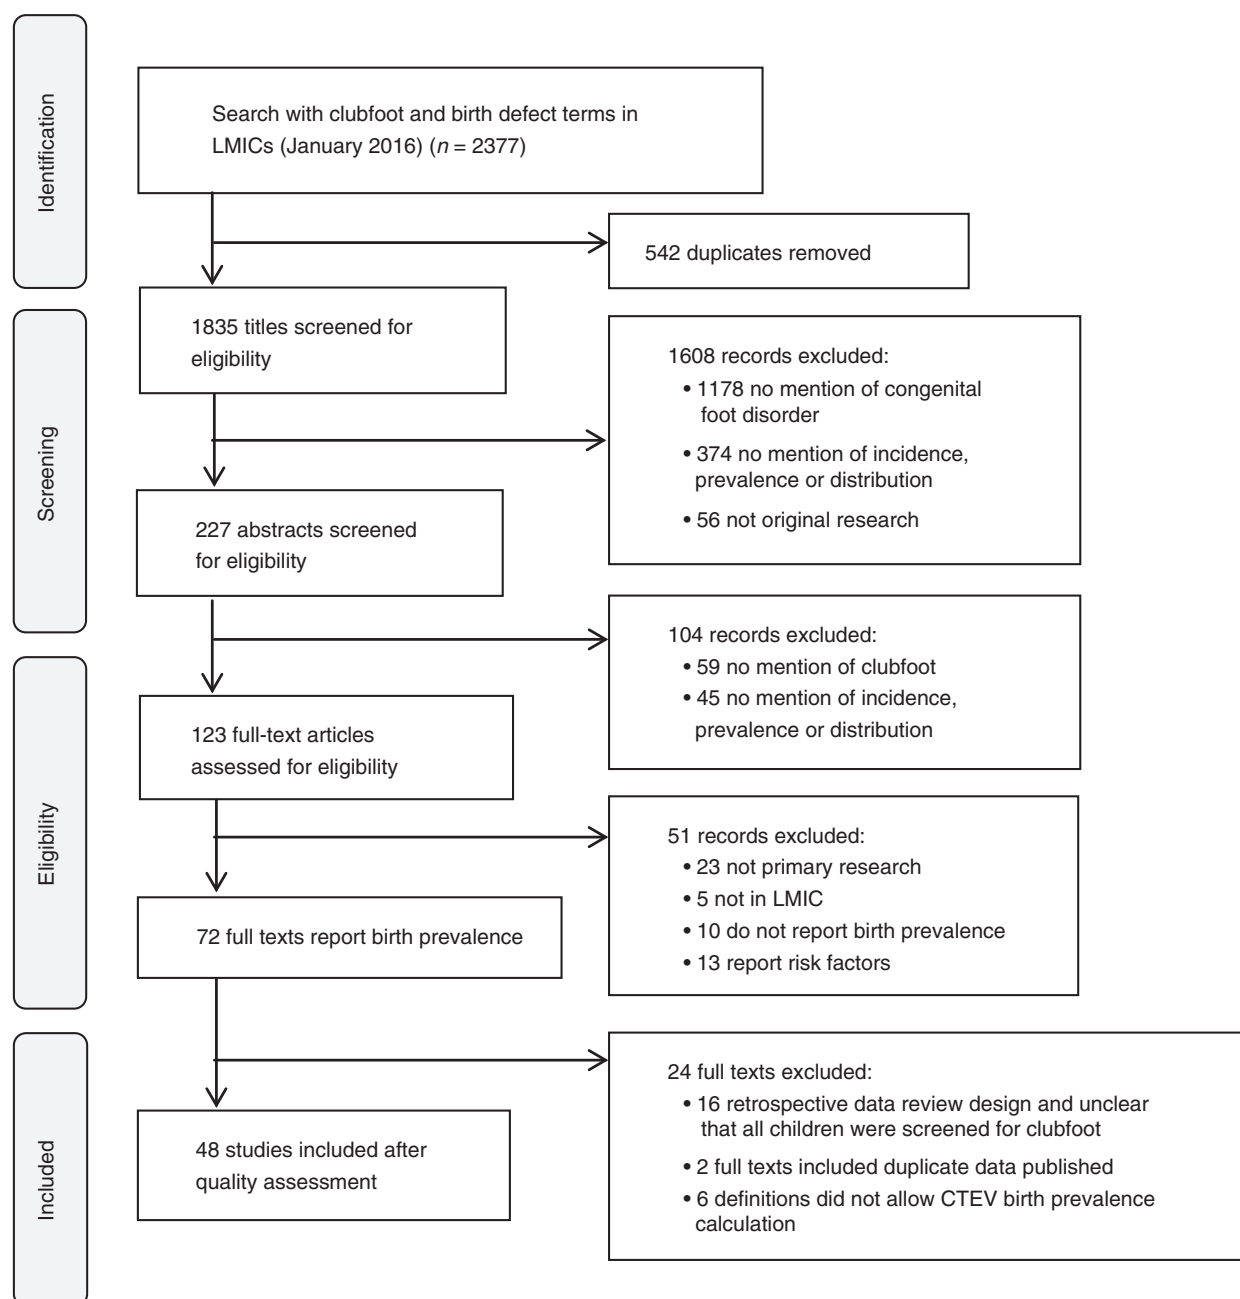 Identification
Search with clubfoot and birth defect terms in
LMICs (January 2016) (n = 2377)
542 duplicates removed
Screening
1835 titles screened for
eligibility
1608 records excluded:
• 1178 no mention of congenital
foot disorder
• 374 no mention of incidence,
prevalence or distribution
• 56 not original research
227 abstracts screened
for eligibility
104 records excluded:
• 59 no mention of clubfoot
• 45 no mention of incidence,
prevalence or distribution
Eligibility
123 full-text articles
assessed for eligibility
51 records excluded:
• 23 not primary research
• 5 not in LMIC
• 10 do not report birth prevalence
• 13 report risk factors
72 full texts report birth prevalence
Included
24 full texts excluded:
• 16 retrospective data review design and unclear
that all children were screened for clubfoot
• 2 full texts included duplicate data published
• 6 definitions did not allow CTEV birth prevalence
calculation
48 studies included after
quality assessment